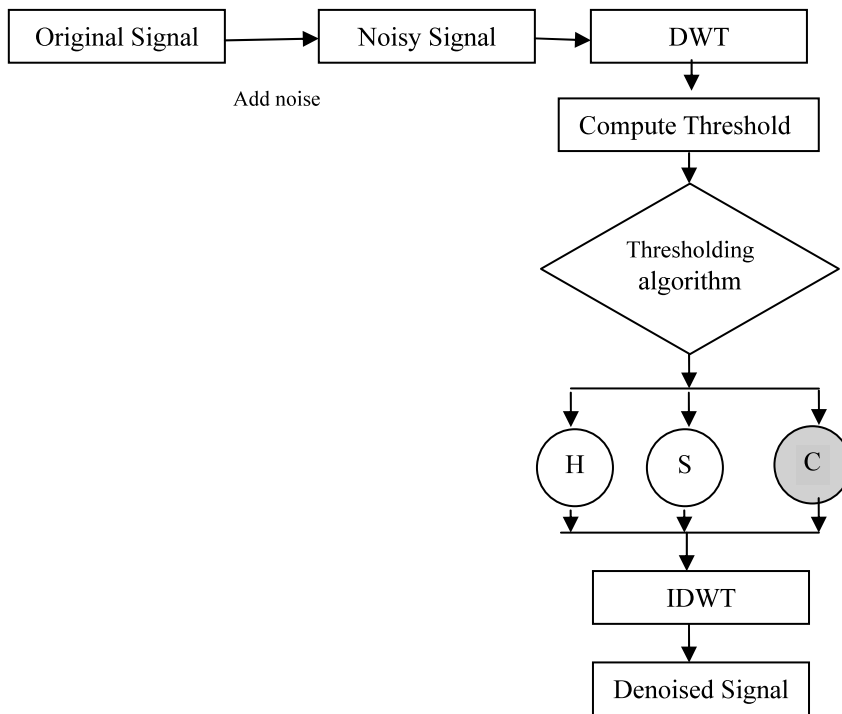 Original Signal
Noisy Signal
DWT
Add noise
Compute Threshold
Thresholding
algorithm
H
S
C
IDWT
Denoised Signal